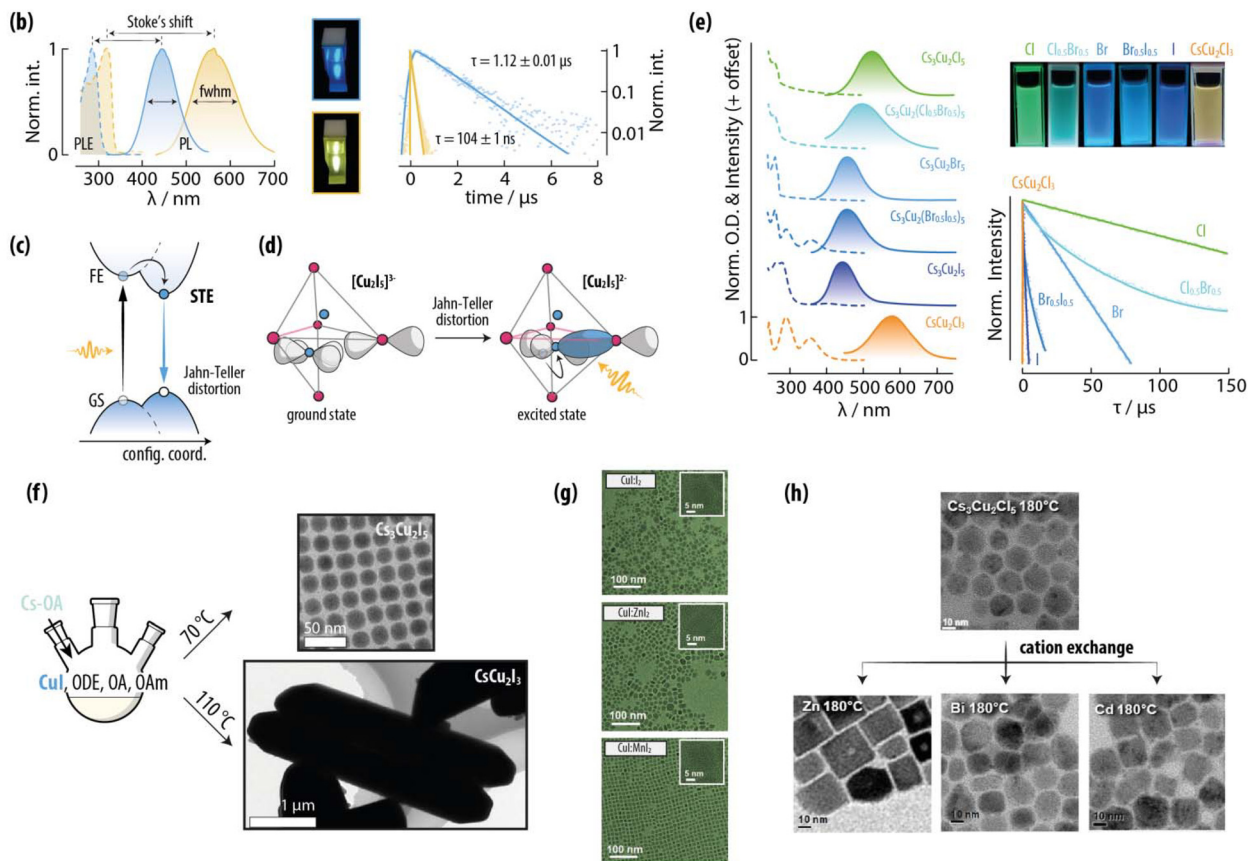 (b)
Stoke's shift
Norm. int.
1
0
PLE
fwhm
PL
300 400 500 600 700
λ / nm
τ = 1.12 ± 0.01 µs
τ = 104 ± 1 ns
1
0.1
0.01
Norm. int.
0 2 4 6 8
time / µs
(c)
FE
STE
GS
Jahn-Teller
distortion
config. coord.
(d)
[Cu₂I₅]³⁻
Jahn-Teller
distortion
[Cu₂I₅]²⁻
ground state
excited state
(e)
Norm. O.D. & Intensity (+ offset)
Cs₃Cu₂Cl₅
Cs₃Cu₂(Cl₀.₅Br₀.₅)₅
Cs₃Cu₂Br₅
Cs₃Cu₂(Br₀.₅I₀.₅)₅
Cs₃Cu₂I₅
CsCu₂Cl₃
1
0
300 400 500 600 700
λ / nm
Cl Cl₀.₅Br₀.₅ Br Br₀.₅I₀.₅ I CsCu₂Cl₃
CsCu₂Cl₃
Norm. Intensity
Cl
Cl₀.₅Br₀.₅
Br
Br₀.₅I₀.₅
I
0 50 100 150
τ / µs
(f)
Cs-OA
CuI, ODE, OA, OAm
70 °C
110 °C
Cs₃Cu₂I₅
50 nm
CsCu₂I₃
1 µm
(g)
CuI:I₂
5 nm
100 nm
CuI:ZnI₂
5 nm
100 nm
CuI:MnI₂
5 nm
100 nm
(h)
Cs₃Cu₂Cl₅ 180°C
10 nm
cation exchange
Zn 180°C
10 nm
Bi 180°C
10 nm
Cd 180°C
10 nm